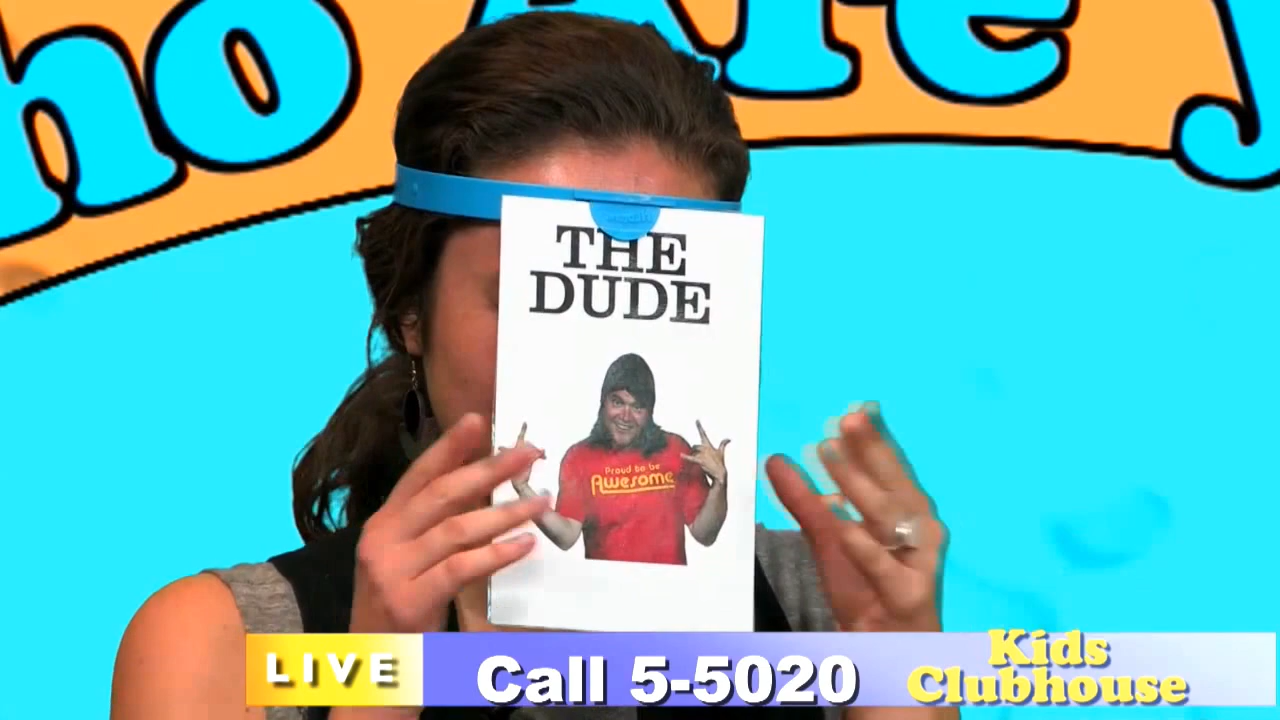 ho Are
THE
DUDE
Proud to be
Awesome
LIVE
Call 5-5020
Kids
Clubhouse